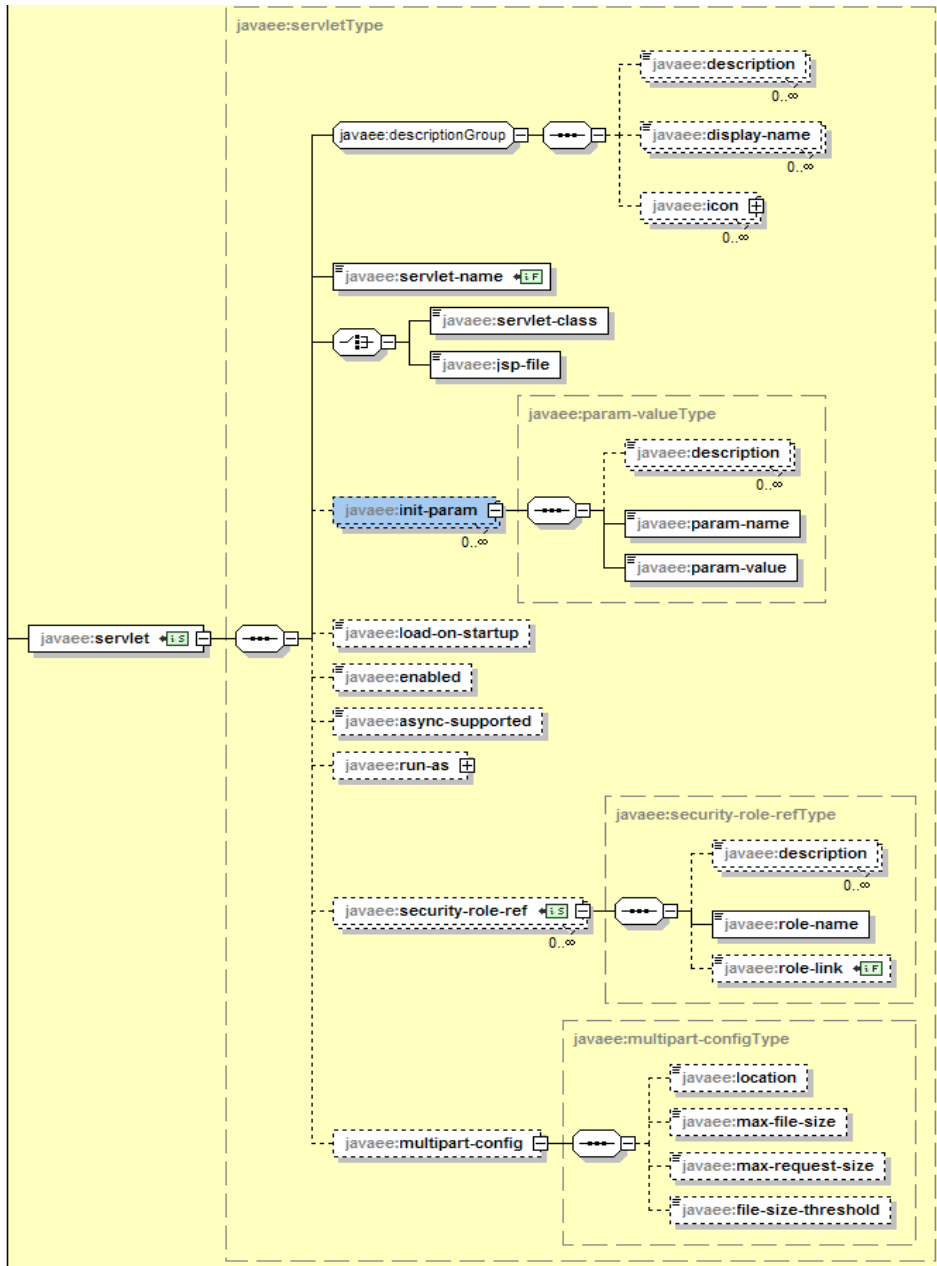 javaee:servletType
javaee:description
0..∞
javaee:descriptionGroup
javaee:display-name
0..∞
javaee:icon
0..∞
javaee:servlet-name
iF
javaee:servlet-class
javaee:jsp-file
javaee:param-valueType
javaee:description
0..∞
javaee:init-param
0..∞
javaee:param-name
javaee:param-value
javaee:servlet
iS
javaee:load-on-startup
javaee:enabled
javaee:async-supported
javaee:run-as
javaee:security-role-refType
javaee:description
0..∞
javaee:security-role-ref
iS
0..∞
javaee:role-name
javaee:role-link
iF
javaee:multipart-configType
javaee:location
javaee:max-file-size
javaee:multipart-config
javaee:max-request-size
javaee:file-size-threshold